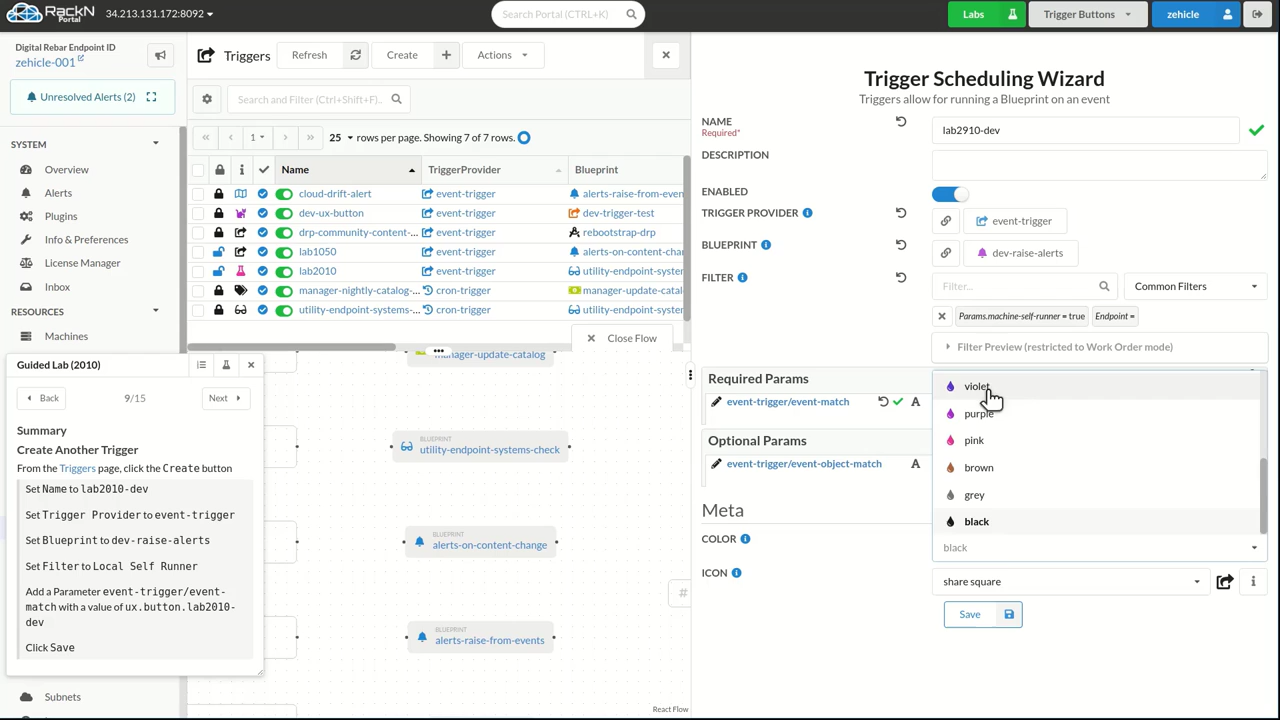 RACKN
Portal
34.213.131.172:8092
Search Portal (CTRL+K)
Labs
Trigger Buttons
zehicle
Digital Rebar Endpoint ID
zehicle-001
Unresolved Alerts (2)
SYSTEM
Overview
Alerts
Plugins
Info & Preferences
License Manager
Inbox
RESOURCES
Machines
Subnets
Triggers
Refresh
Create
Actions
Search and Filter (Ctrl+Shift+F)..
1
25 rows per page. Showing 7 of 7 rows.
Name TriggerProvider Blueprint
cloud-drift-alert event-trigger alerts-raise-from-even
dev-ux-button event-trigger dev-trigger-test
drp-community-content-... event-trigger rebootstrap-drp
lab1050 event-trigger alerts-on-content-chan
lab2010 event-trigger utility-endpoint-system
manager-nightly-catalog-... cron-trigger manager-update-catal
utility-endpoint-systems-... cron-trigger utility-endpoint-system
Close Flow
manager-update-catalog
BLUEPRINT
utility-endpoint-systems-check
BLUEPRINT
alerts-on-content-change
#
BLUEPRINT
alerts-raise-from-events
React Flow
Guided Lab (2010)
Back
9/15
Next
Summary
Create Another Trigger
From the Triggers page, click the Create button
Set Name to lab2010-dev
Set Trigger Provider to event-trigger
Set Blueprint to dev-raise-alerts
Set Filter to Local Self Runner
Add a Parameter event-trigger/event-
match with a value of ux.button.lab2010-
dev
Click Save
Trigger Scheduling Wizard
Triggers allow for running a Blueprint on an event
NAME
Required*
lab2910-dev
DESCRIPTION
ENABLED
TRIGGER PROVIDER
event-trigger
BLUEPRINT
dev-raise-alerts
FILTER
Filter...
Common Filters
Params.machine-self-runner = true
Endpoint =
Filter Preview (restricted to Work Order mode)
Required Params
event-trigger/event-match
A
Optional Params
event-trigger/event-object-match
A
violet
purple
pink
brown
grey
black
Meta
COLOR
black
ICON
share square
Save